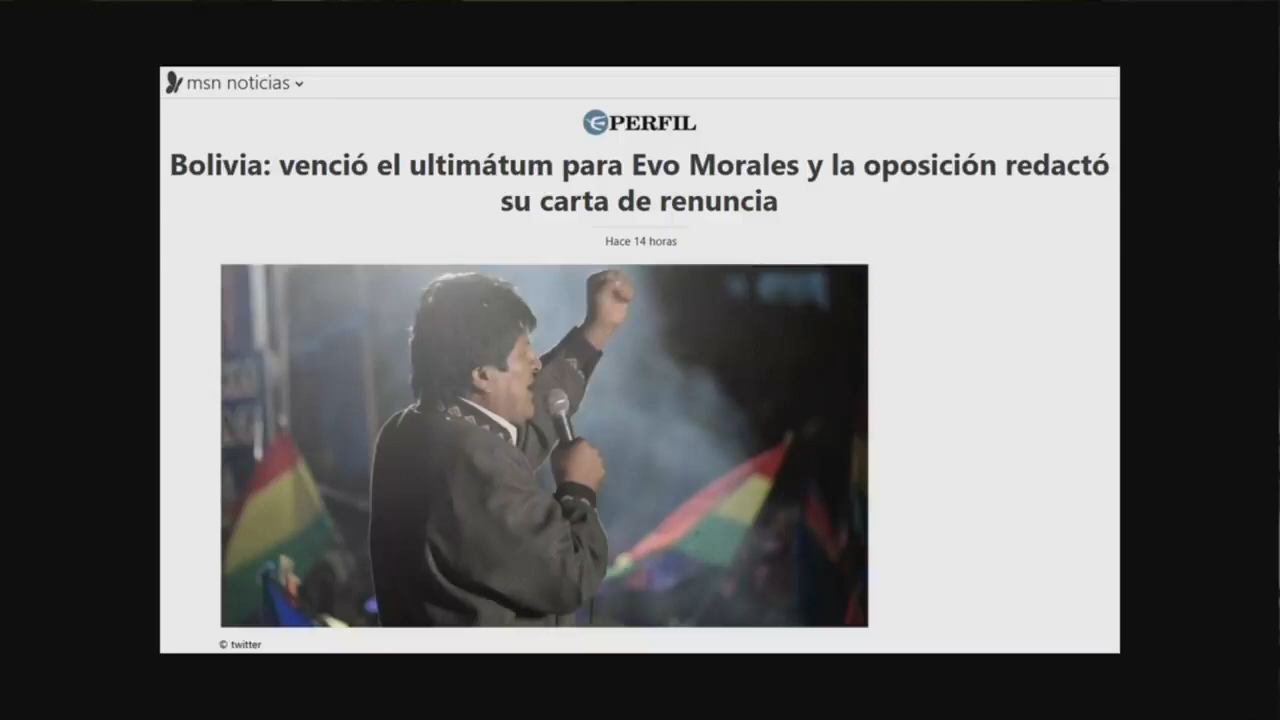 msn noticias
PERFIL
Bolivia: venció el ultimátum para Evo Morales y la oposición redactó
su carta de renuncia
Hace 14 horas
© twitter